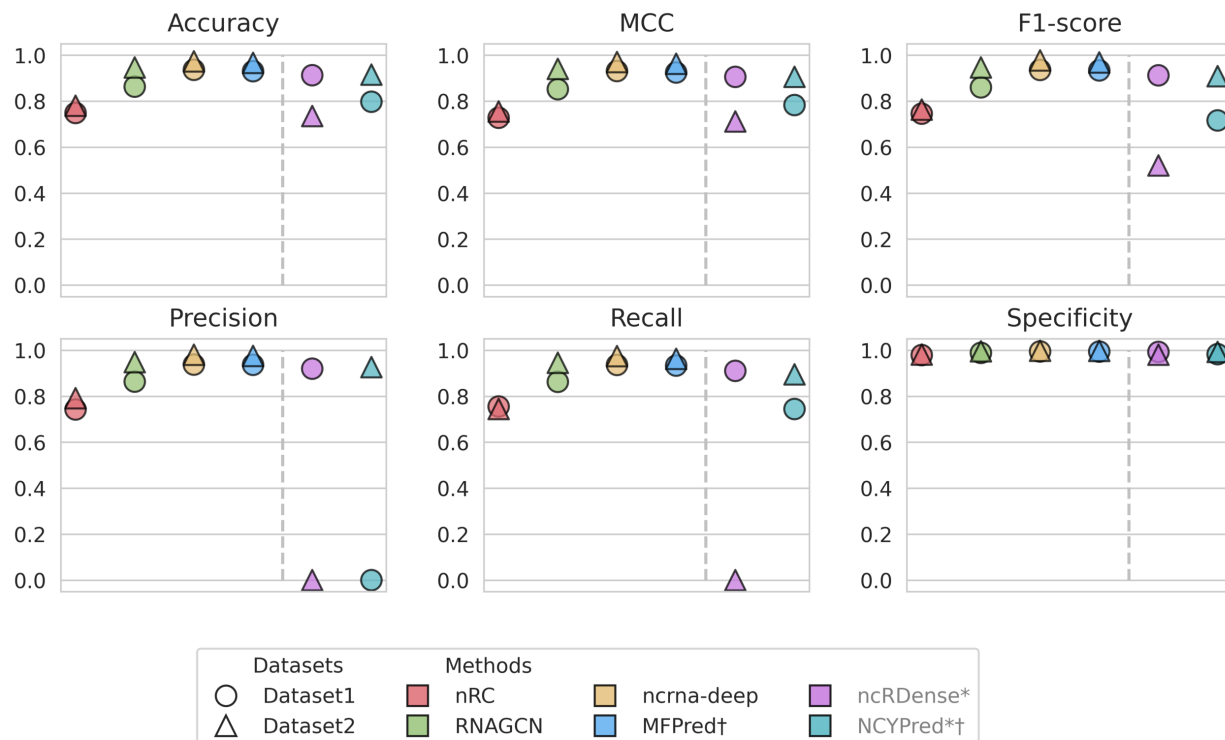 Accuracy MCC F1-score
1.0 1.0 1.0
0.8 0.8 0.8
0.6 0.6 0.6
0.4 0.4 0.4
0.2 0.2 0.2
0.0 0.0 0.0
Precision Recall Specificity
1.0 1.0 1.0
0.8 0.8 0.8
0.6 0.6 0.6
0.4 0.4 0.4
0.2 0.2 0.2
0.0 0.0 0.0
Datasets Methods
Dataset1 nRC ncrna-deep ncRDense*
Dataset2 RNAGCN MFPred† NCYPred*†